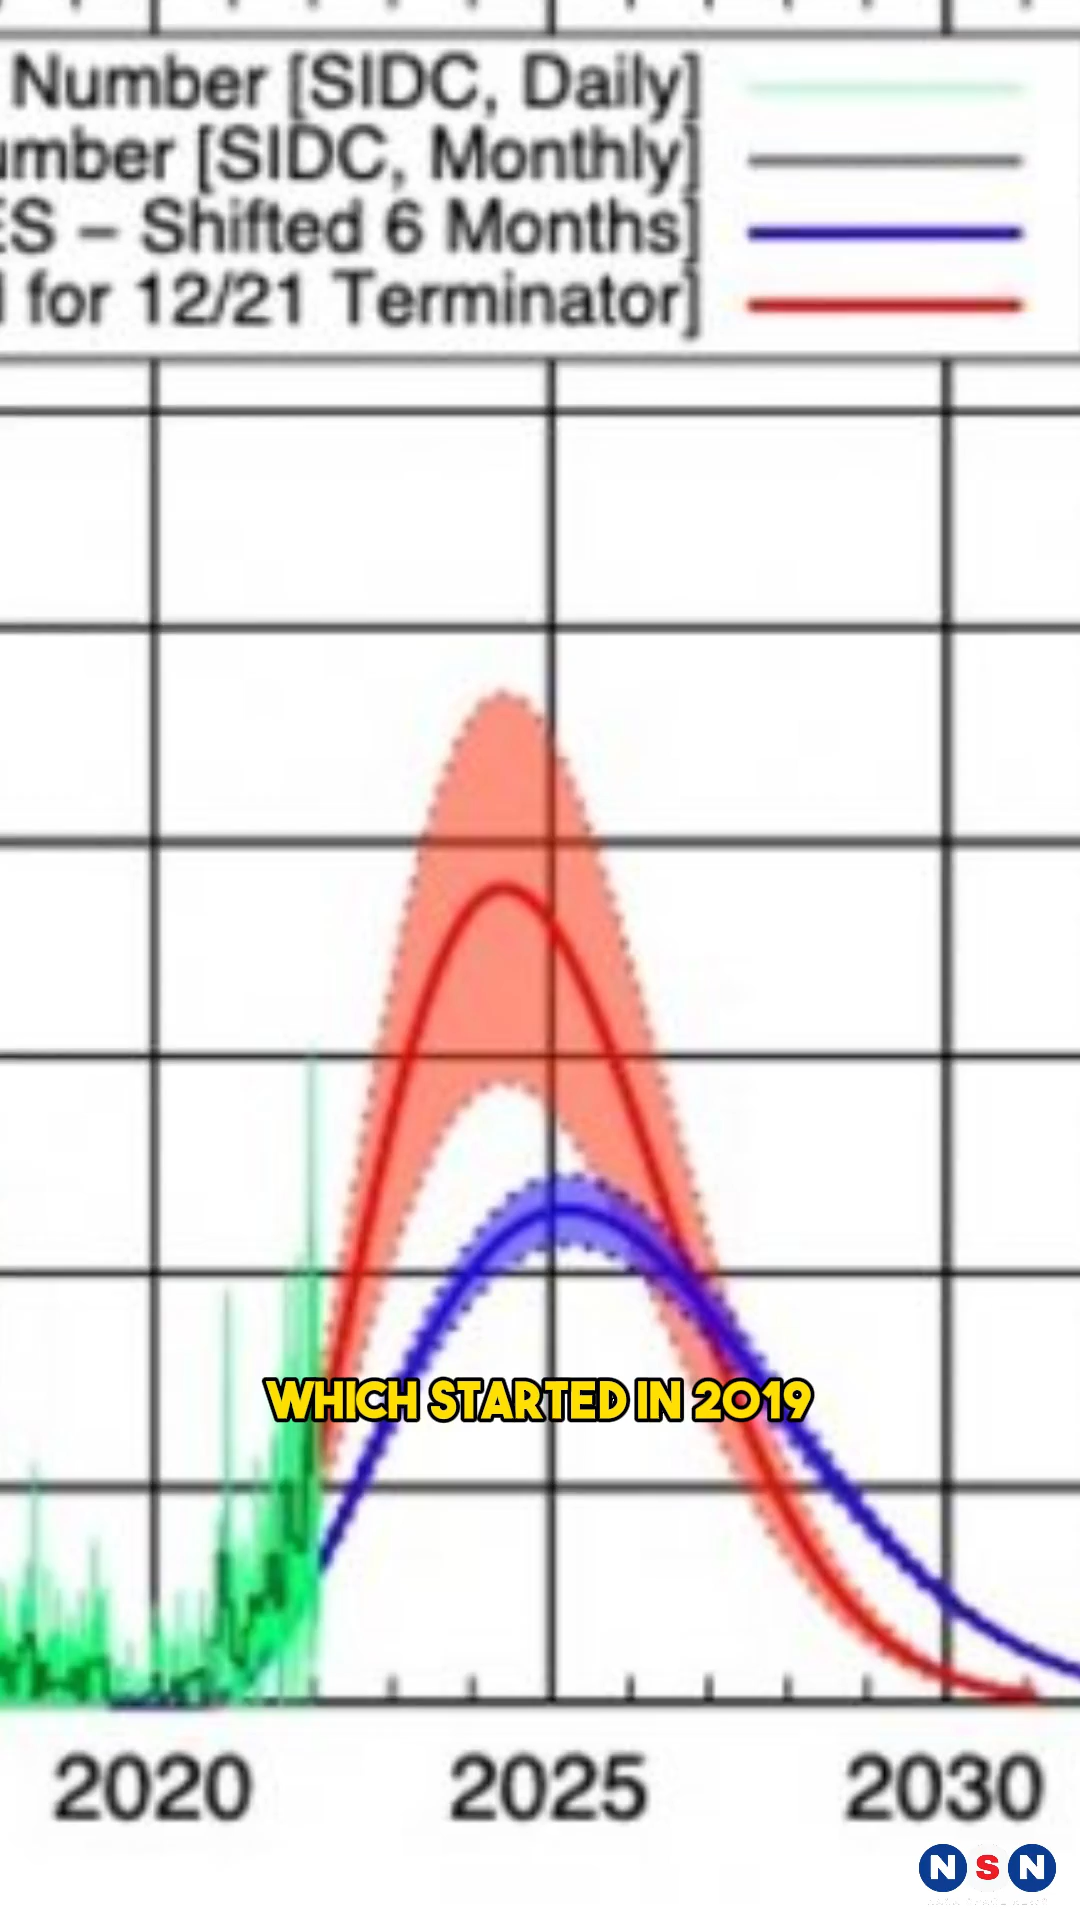 Number [SIDC, Daily]
[SIDC, Monthly]
– Shifted 6 Months]
for 12/21 Terminator]
WHICH STARTED IN 2019
2020 2025 2030
NSN